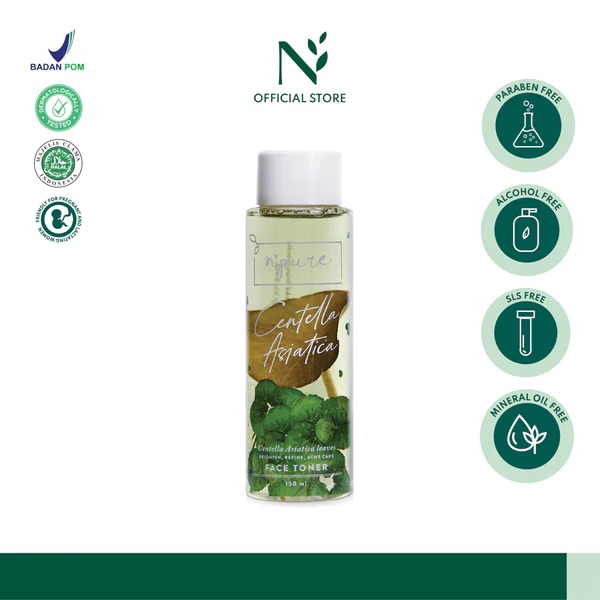 BADAN POM
DERMATOLOGICALLY TESTED
MAJELIS ULAMA INDONESIA
HALAL
FRIENDLY FOR PREGNANT AND LACTATING WOMEN
N
OFFICIAL STORE
n'pure
Centella
Asiatica
Centella Asiatica leaves
BRIGHTEN, REFINE, ACNE CARE
FACE TONER
150 ml
PARABEN FREE
ALCOHOL FREE
SLS FREE
MINERAL OIL FREE